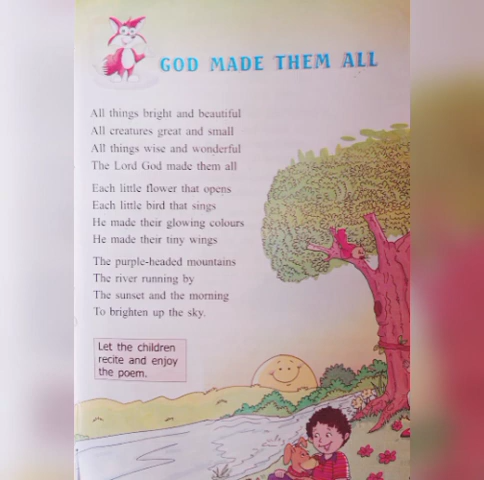 GOD MADE THEM ALL
All things bright and beautiful
All creatures great and small
All things wise and wonderful
The Lord God made them all
Each little flower that opens
Each little bird that sings
He made their glowing colours
He made their tiny wings
The purple-headed mountains
The river running by
The sunset and the morning
To brighten up the sky.
Let the children
recite and enjoy
the poem.